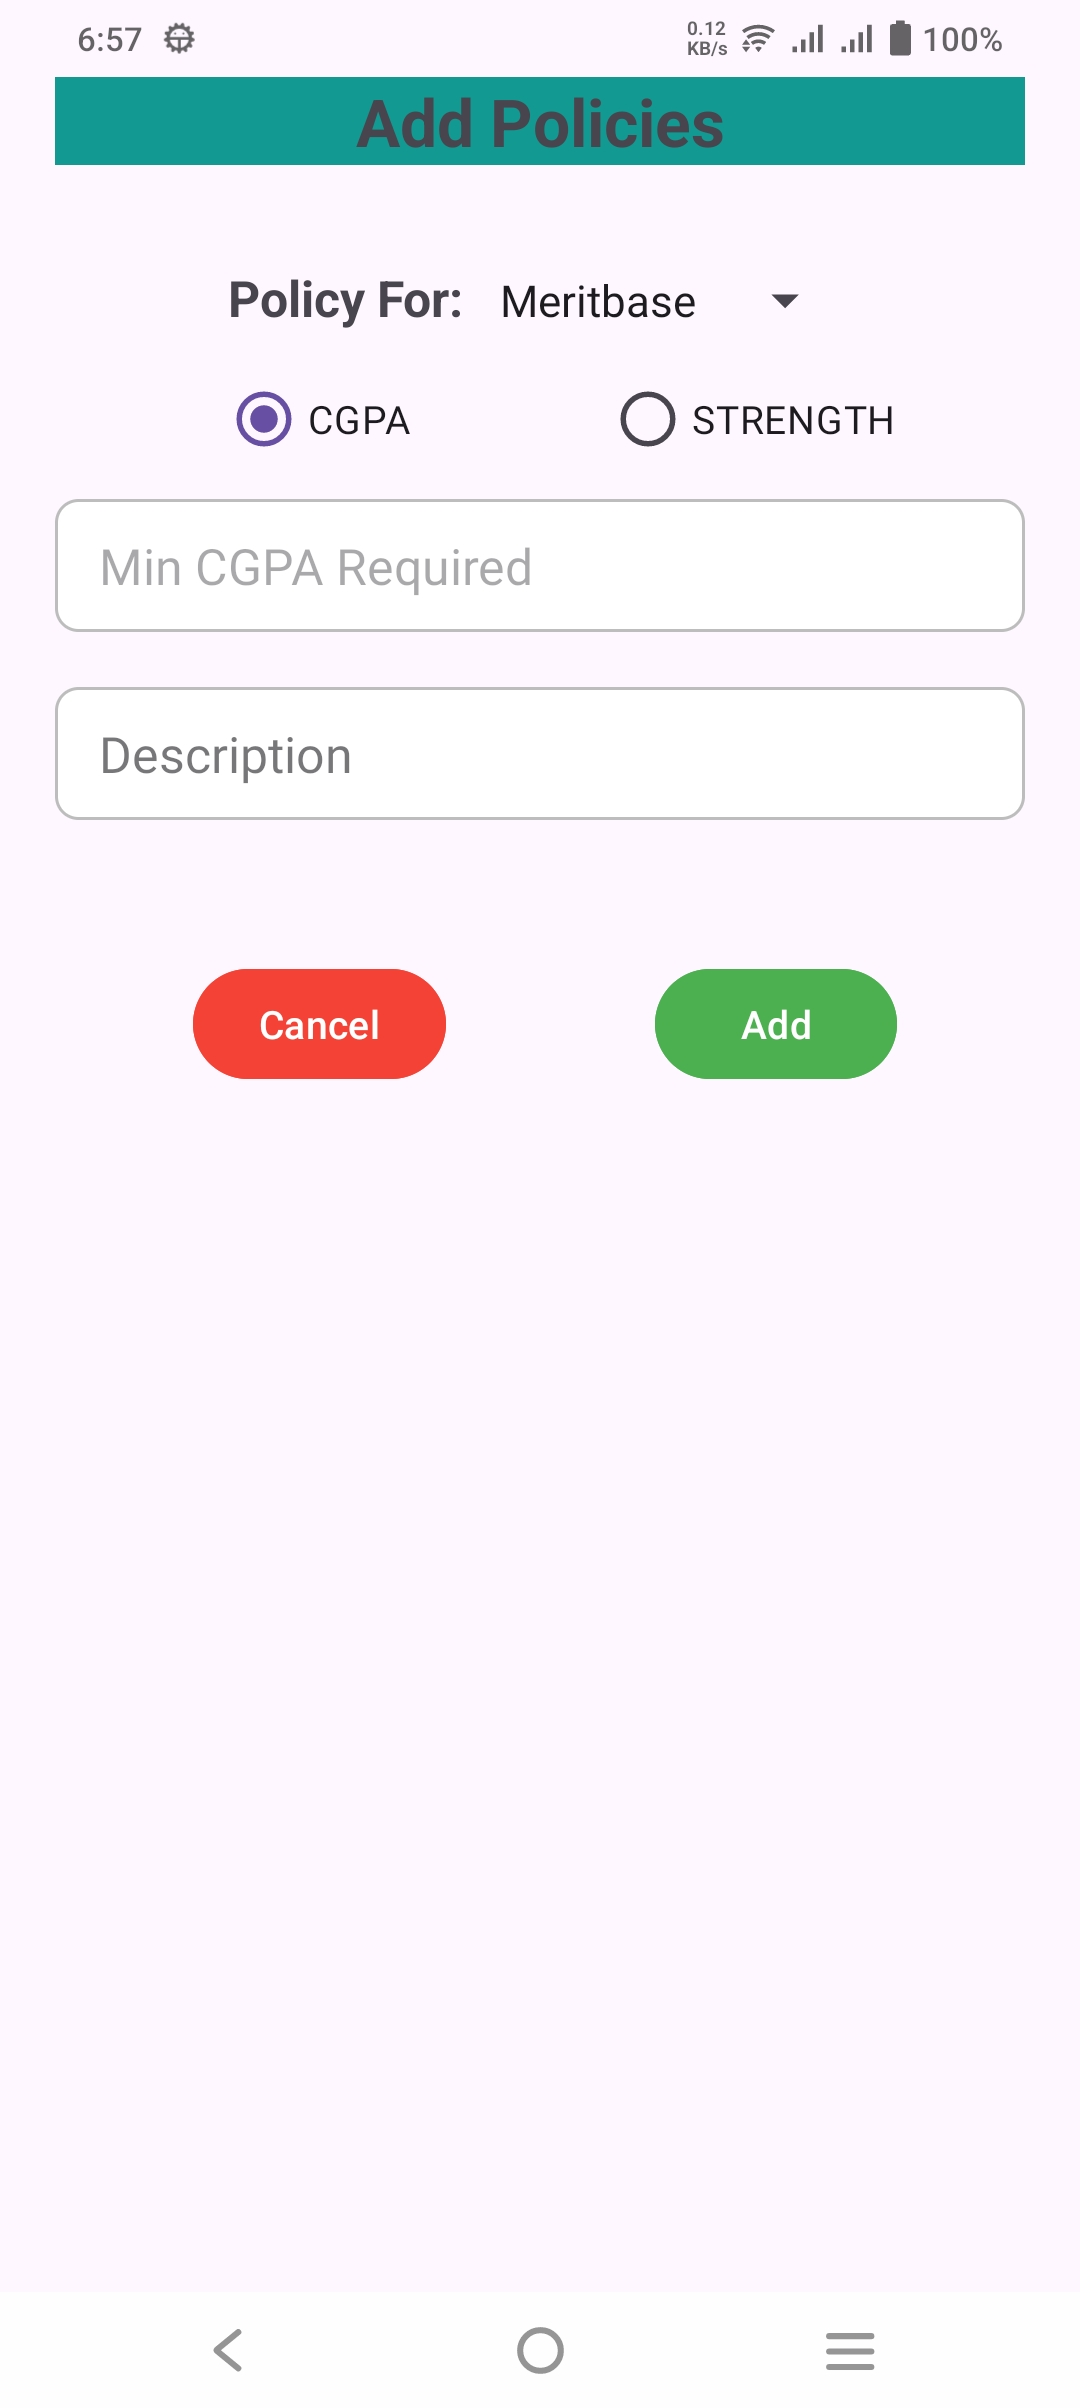 6:57 0.12 KB/s 100%
Add Policies
Policy For: Meritbase
CGPA STRENGTH
Min CGPA Required
Description
Cancel Add